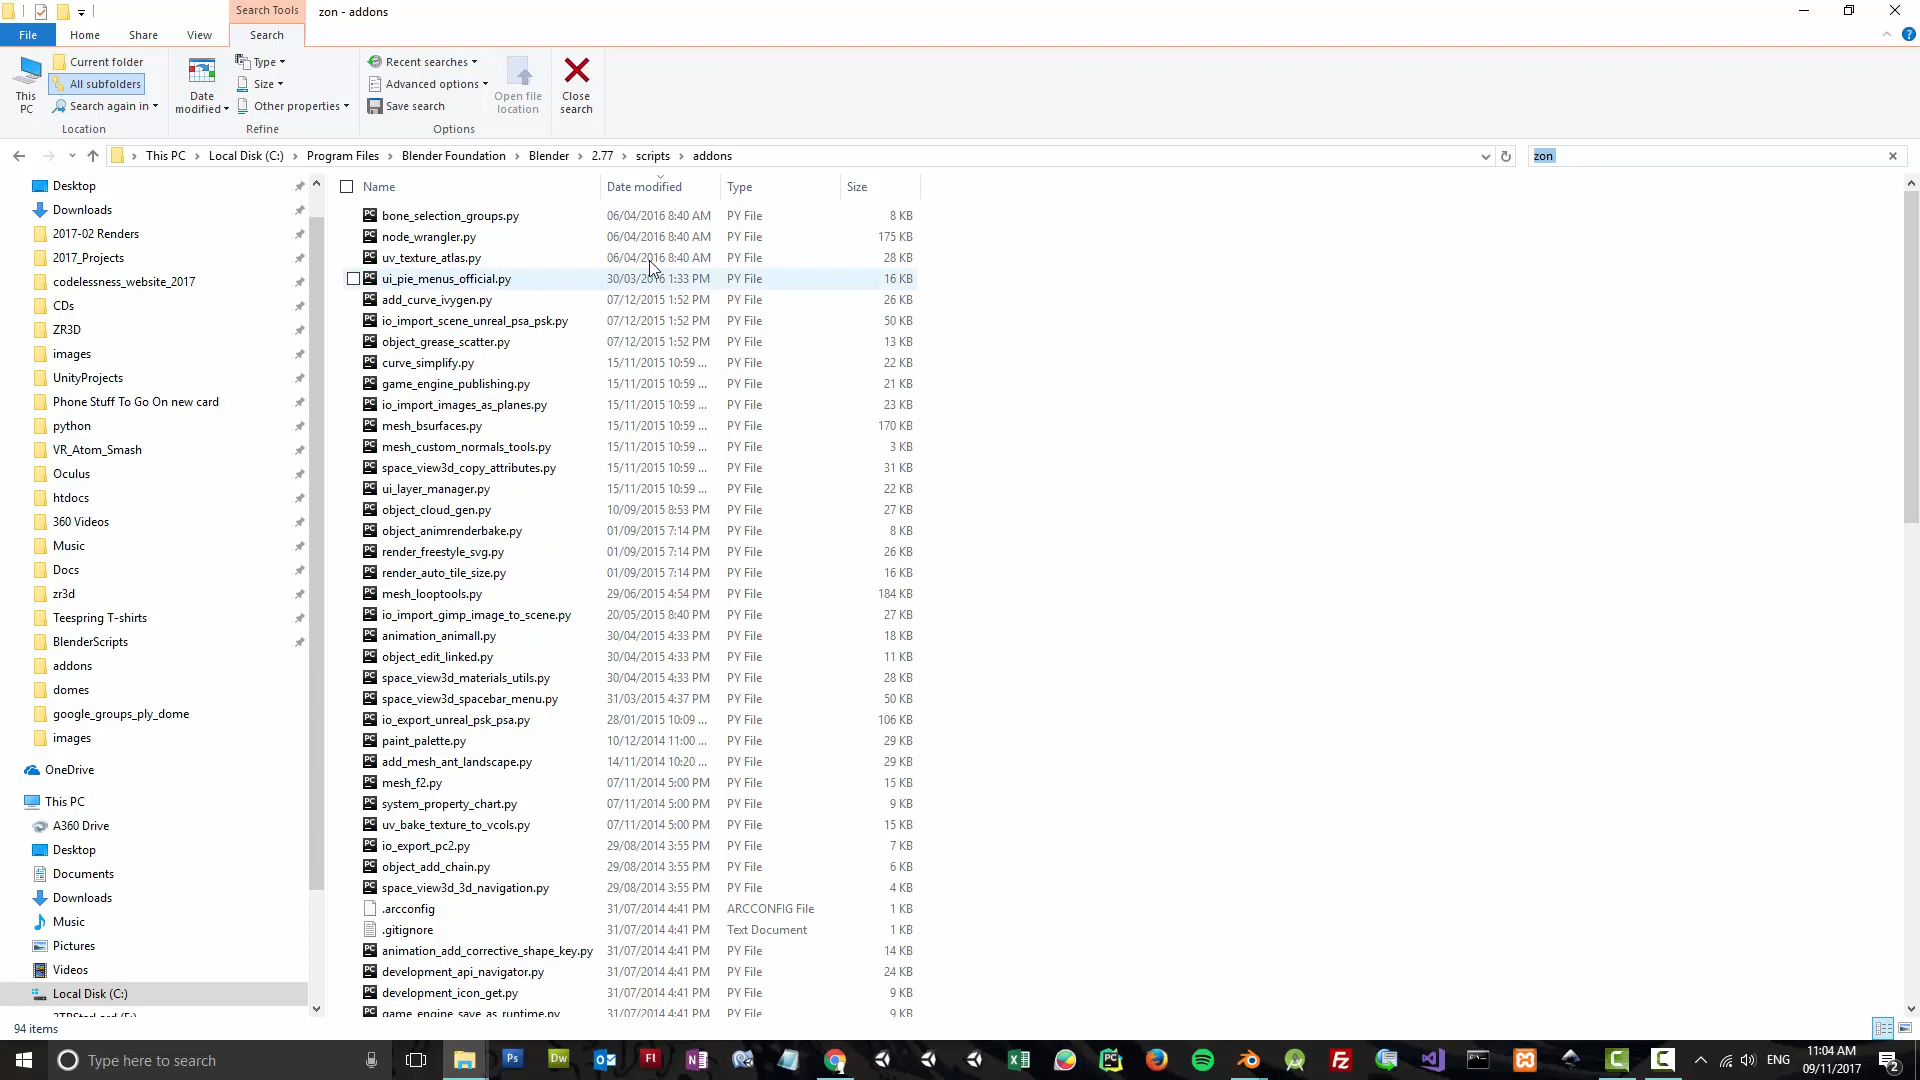 Search Tools
zon - addons
File
Home
Share
View
Search
This PC
Current folder
All subfolders
Search again in
Location
Date modified
Type
Size
Other properties
Refine
Recent searches
Advanced options
Save search
Options
Open file location
Close search
This PC
Local Disk (C:)
Program Files
Blender Foundation
Blender
2.77
scripts
addons
zon
Desktop
Downloads
2017-02 Renders
2017_Projects
codelessness_website_2017
CDs
ZR3D
images
UnityProjects
Phone Stuff To Go On new card
python
VR_Atom_Smash
Oculus
htdocs
360 Videos
Music
Docs
zr3d
Teespring T-shirts
BlenderScripts
addons
domes
google_groups_ply_dome
images
OneDrive
This PC
A360 Drive
Desktop
Documents
Downloads
Music
Pictures
Videos
Local Disk (C:)
Name Date modified Type Size
bone_selection_groups.py 06/04/2016 8:40 AM PY File 8 KB
node_wrangler.py 06/04/2016 8:40 AM PY File 175 KB
uv_texture_atlas.py 06/04/2016 8:40 AM PY File 28 KB
ui_pie_menus_official.py 30/03/2016 1:33 PM PY File 16 KB
add_curve_ivygen.py 07/12/2015 1:52 PM PY File 26 KB
io_import_scene_unreal_psa_psk.py 07/12/2015 1:52 PM PY File 50 KB
object_grease_scatter.py 07/12/2015 1:52 PM PY File 13 KB
curve_simplify.py 15/11/2015 10:59 ... PY File 22 KB
game_engine_publishing.py 15/11/2015 10:59 ... PY File 21 KB
io_import_images_as_planes.py 15/11/2015 10:59 ... PY File 23 KB
mesh_bsurfaces.py 15/11/2015 10:59 ... PY File 170 KB
mesh_custom_normals_tools.py 15/11/2015 10:59 ... PY File 3 KB
space_view3d_copy_attributes.py 15/11/2015 10:59 ... PY File 31 KB
ui_layer_manager.py 15/11/2015 10:59 ... PY File 22 KB
object_cloud_gen.py 10/09/2015 8:53 PM PY File 27 KB
object_animrenderbake.py 01/09/2015 7:14 PM PY File 8 KB
render_freestyle_svg.py 01/09/2015 7:14 PM PY File 26 KB
render_auto_tile_size.py 01/09/2015 7:14 PM PY File 16 KB
mesh_looptools.py 29/06/2015 4:54 PM PY File 184 KB
io_import_gimp_image_to_scene.py 20/05/2015 8:40 PM PY File 27 KB
animation_animall.py 30/04/2015 4:33 PM PY File 18 KB
object_edit_linked.py 30/04/2015 4:33 PM PY File 11 KB
space_view3d_materials_utils.py 30/04/2015 4:33 PM PY File 28 KB
space_view3d_spacebar_menu.py 31/03/2015 4:37 PM PY File 50 KB
io_export_unreal_psk_psa.py 28/01/2015 10:09 ... PY File 106 KB
paint_palette.py 10/12/2014 11:00 ... PY File 29 KB
add_mesh_ant_landscape.py 14/11/2014 10:20 ... PY File 29 KB
mesh_f2.py 07/11/2014 5:00 PM PY File 15 KB
system_property_chart.py 07/11/2014 5:00 PM PY File 9 KB
uv_bake_texture_to_vcols.py 07/11/2014 5:00 PM PY File 15 KB
io_export_pc2.py 29/08/2014 3:55 PM PY File 7 KB
object_add_chain.py 29/08/2014 3:55 PM PY File 6 KB
space_view3d_3d_navigation.py 29/08/2014 3:55 PM PY File 4 KB
.arcconfig 31/07/2014 4:41 PM ARCCONFIG File 1 KB
.gitignore 31/07/2014 4:41 PM Text Document 1 KB
animation_add_corrective_shape_key.py 31/07/2014 4:41 PM PY File 14 KB
development_api_navigator.py 31/07/2014 4:41 PM PY File 24 KB
development_icon_get.py 31/07/2014 4:41 PM PY File 9 KB
game_engine_save_as_runtime.py 31/07/2014 4:41 PM PY File 9 KB
94 items
Type here to search
Ps
Dw
Fl
ENG
11:04 AM
09/11/2017
2